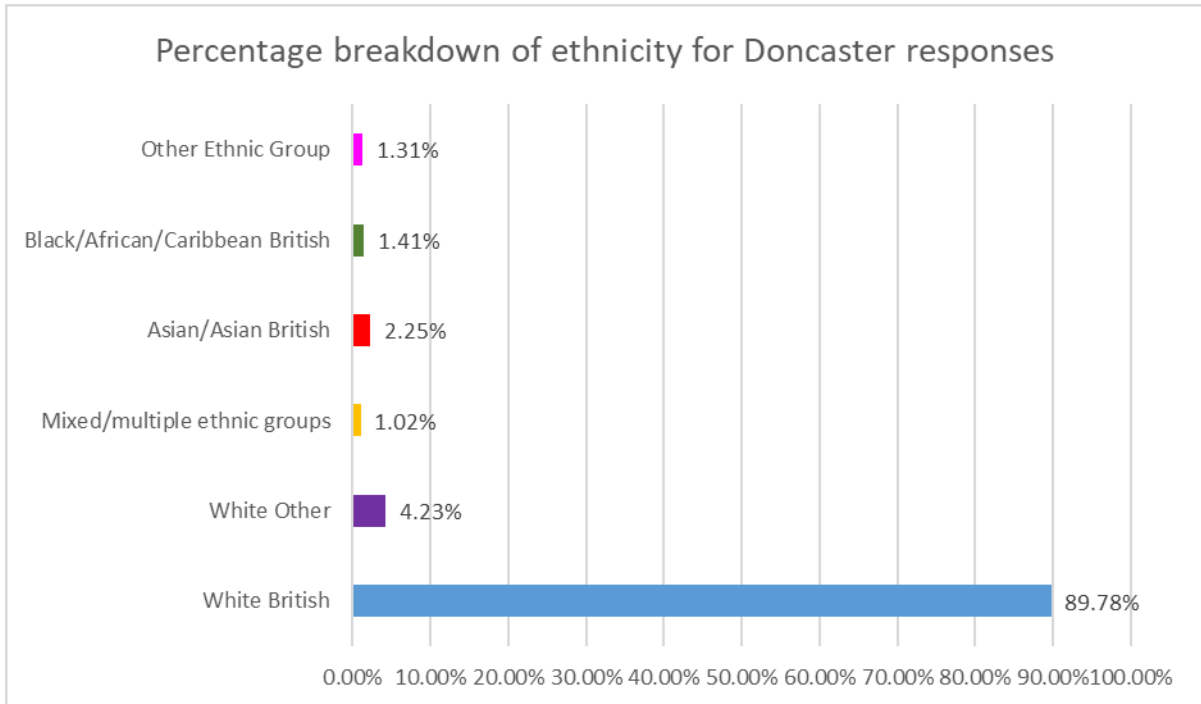 Percentage breakdown of ethnicity for Doncaster responses
Other Ethnic Group 1.31%
Black/African/Caribbean British 1.41%
Asian/Asian British 2.25%
Mixed/multiple ethnic groups 1.02%
White Other 4.23%
White British 89.78%
0.00% 10.00% 20.00% 30.00% 40.00% 50.00% 60.00% 70.00% 80.00% 90.00%100.00%